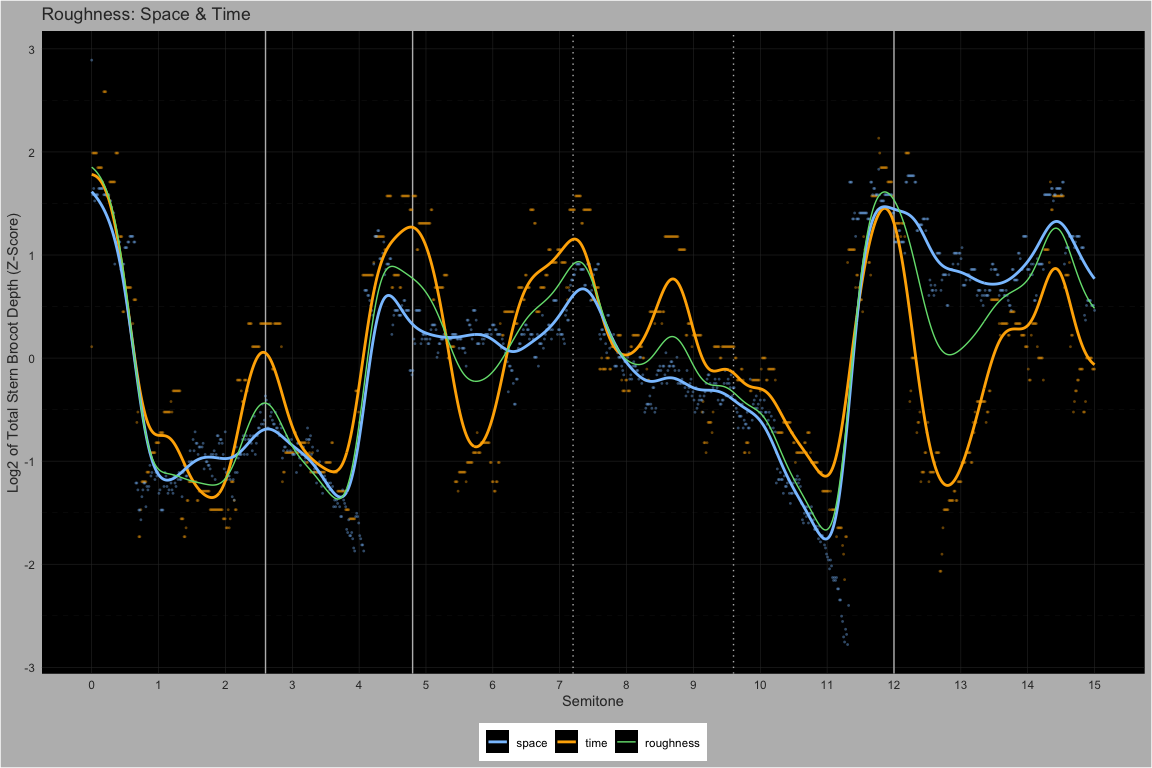 Roughness: Space & Time
Log2 of Total Stern Brocot Depth (Z-Score)
3
2
1
0
-1
-2
-3
0 1 2 3 4 5 6 7 8 9 10 11 12 13 14 15
Semitone
space time roughness